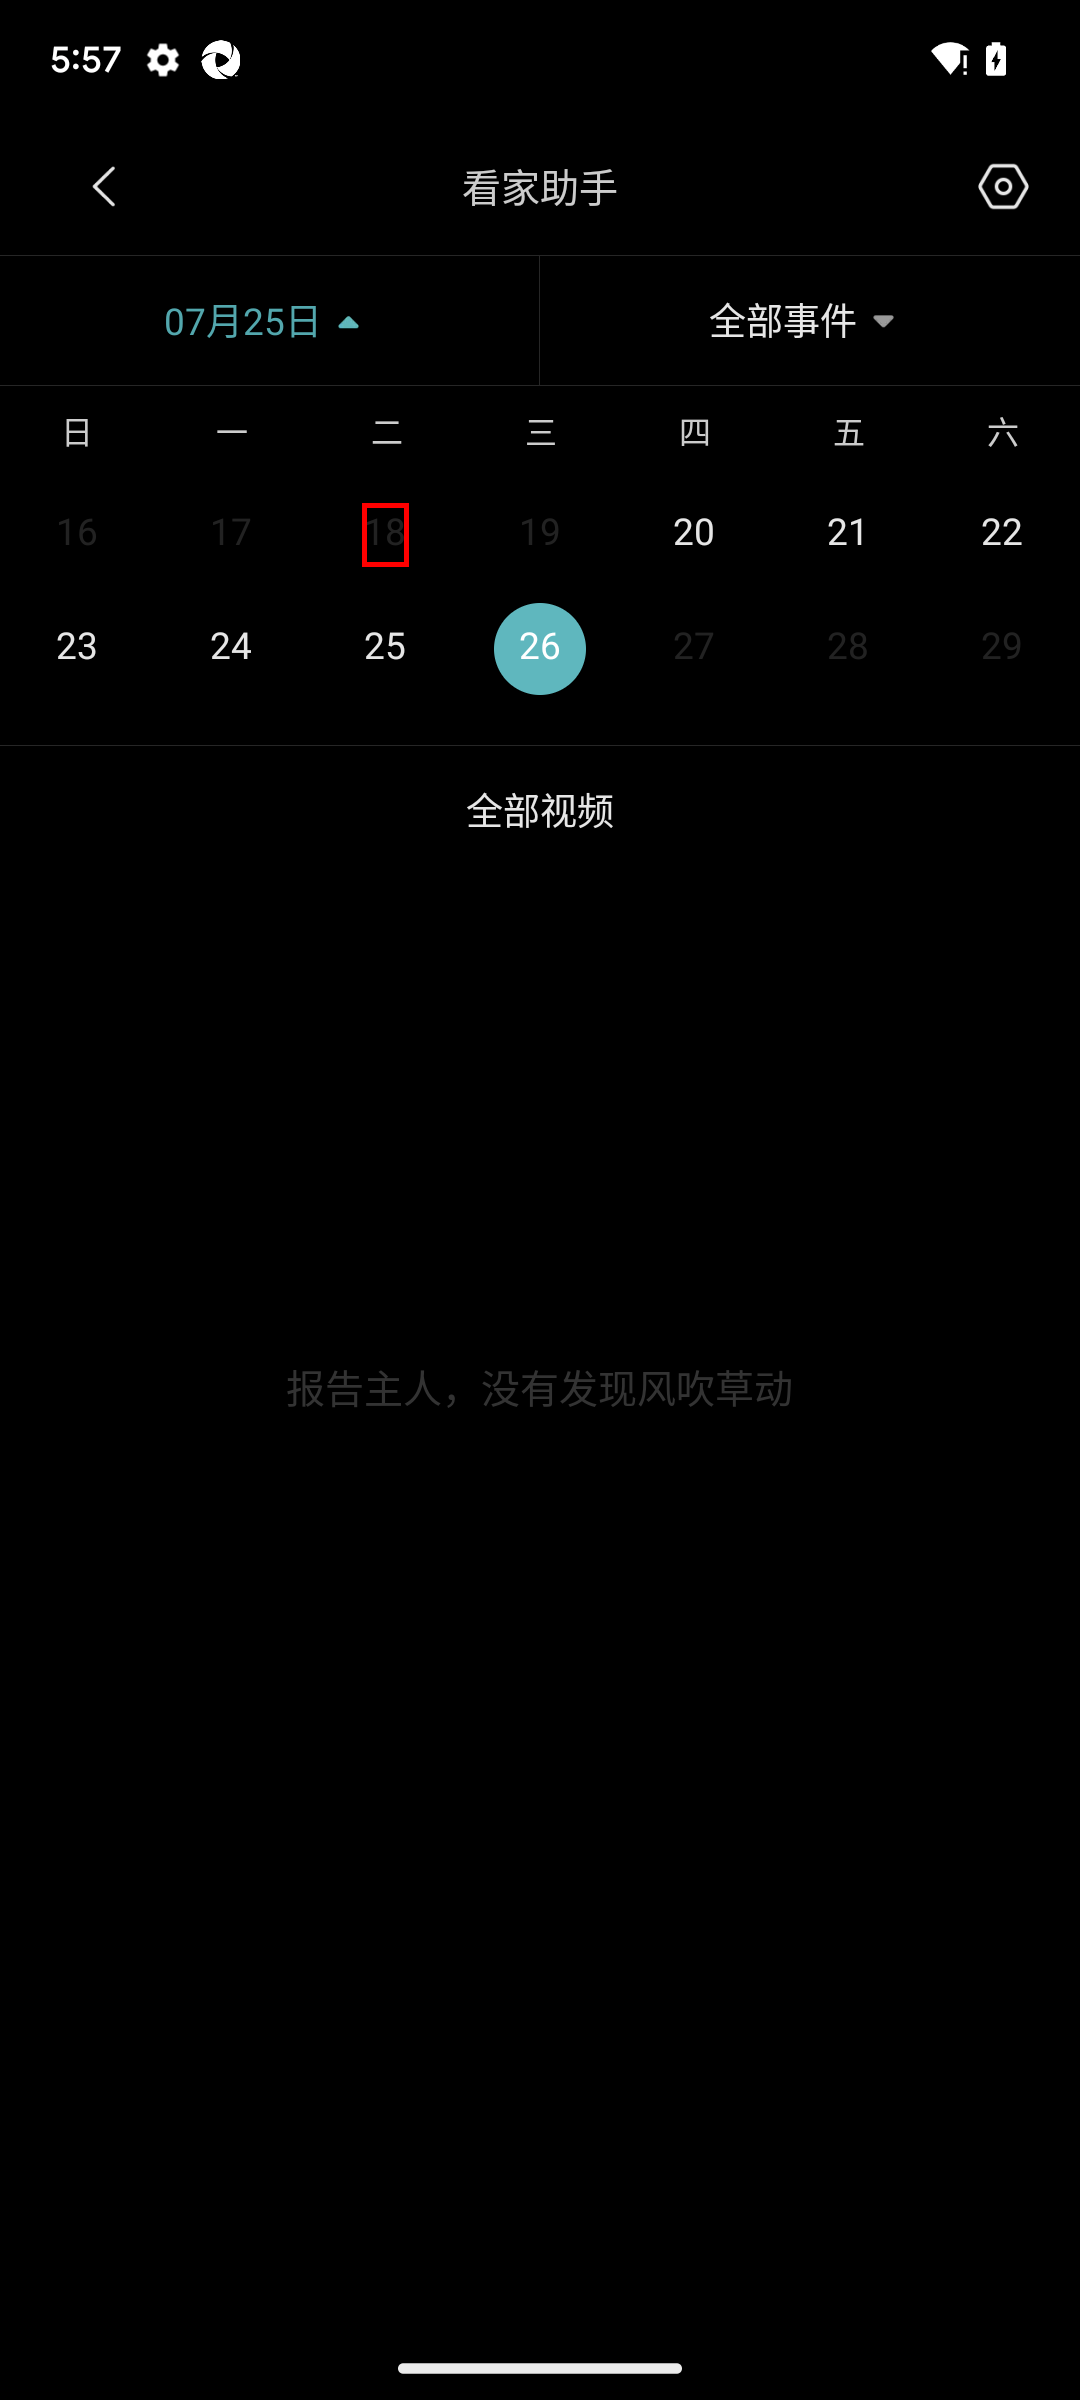 5:57
看家助手
07月25日 全部事件
日 一 二 三 四 五 六
16 17 18 19 20 21 22
23 24 25 26 27 28 29
全部视频
报告主人，没有发现风吹草动